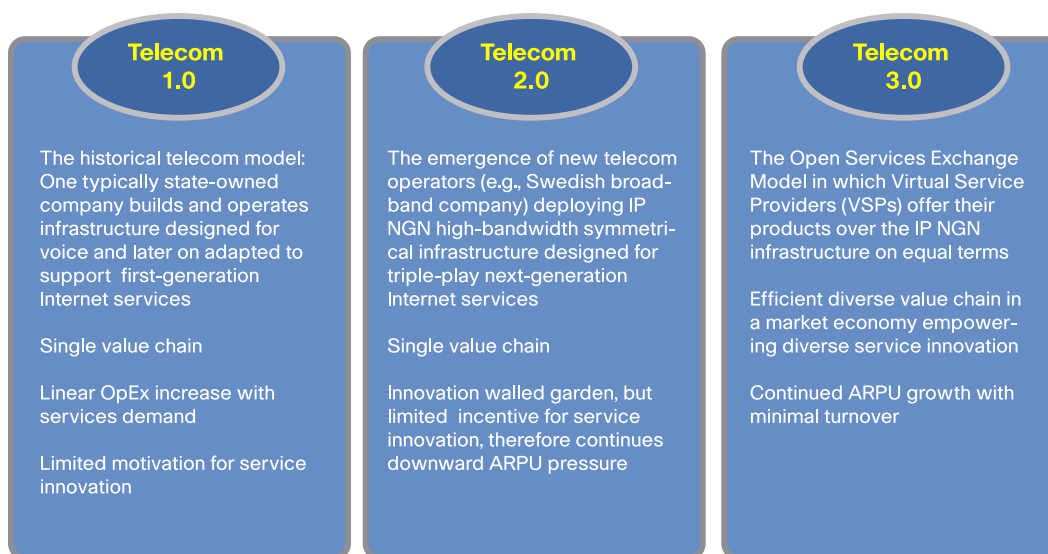 Telecom
1.0
The historical telecom model:
One typically state-owned
company builds and operates
infrastructure designed for
voice and later on adapted to
support first-generation
Internet services
Single value chain
Linear OpEx increase with
services demand
Limited motivation for service
innovation
Telecom
2.0
The emergence of new telecom
operators (e.g., Swedish broad-
band company) deploying IP
NGN high-bandwidth symmetri-
cal infrastructure designed for
triple-play next-generation
Internet services
Single value chain
Innovation walled garden, but
limited incentive for service
innovation, therefore continues
downward ARPU pressure
Telecom
3.0
The Open Services Exchange
Model in which Virtual Service
Providers (VSPs) offer their
products over the IP NGN
infrastructure on equal terms
Efficient diverse value chain in
a market economy empower-
ing diverse service innovation
Continued ARPU growth with
minimal turnover